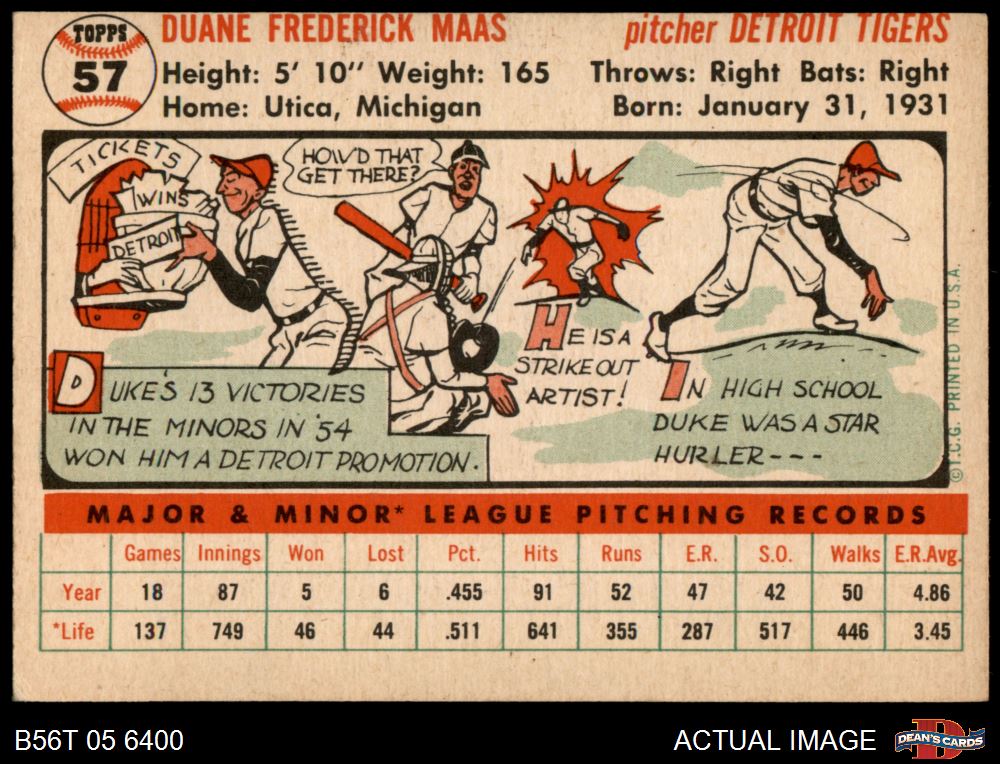 TOPPS
57
DUANE FREDERICK MAAS
pitcher DETROIT TIGERS
Height: 5' 10" Weight: 165
Throws: Right Bats: Right
Home: Utica, Michigan
Born: January 31, 1931
TICKETS
WINS
DETROIT
HOW'D THAT
GET THERE?
DUKE'S 13 VICTORIES
IN THE MINORS IN '54
WON HIM A DETROIT PROMOTION.
HE IS A
STRIKEOUT
ARTIST!
IN HIGH SCHOOL
DUKE WAS A STAR
HURLER---
©T.C.G. PRINTED IN U.S.A.
MAJOR & MINOR* LEAGUE PITCHING RECORDS
Games Innings Won Lost Pct. Hits Runs E.R. S.O. Walks E.R.Avg.
Year 18 87 5 6 .455 91 52 47 42 50 4.86
*Life 137 749 46 44 .511 641 355 287 517 446 3.45
B56T 05 6400
ACTUAL IMAGE
DEAN'S CARDS